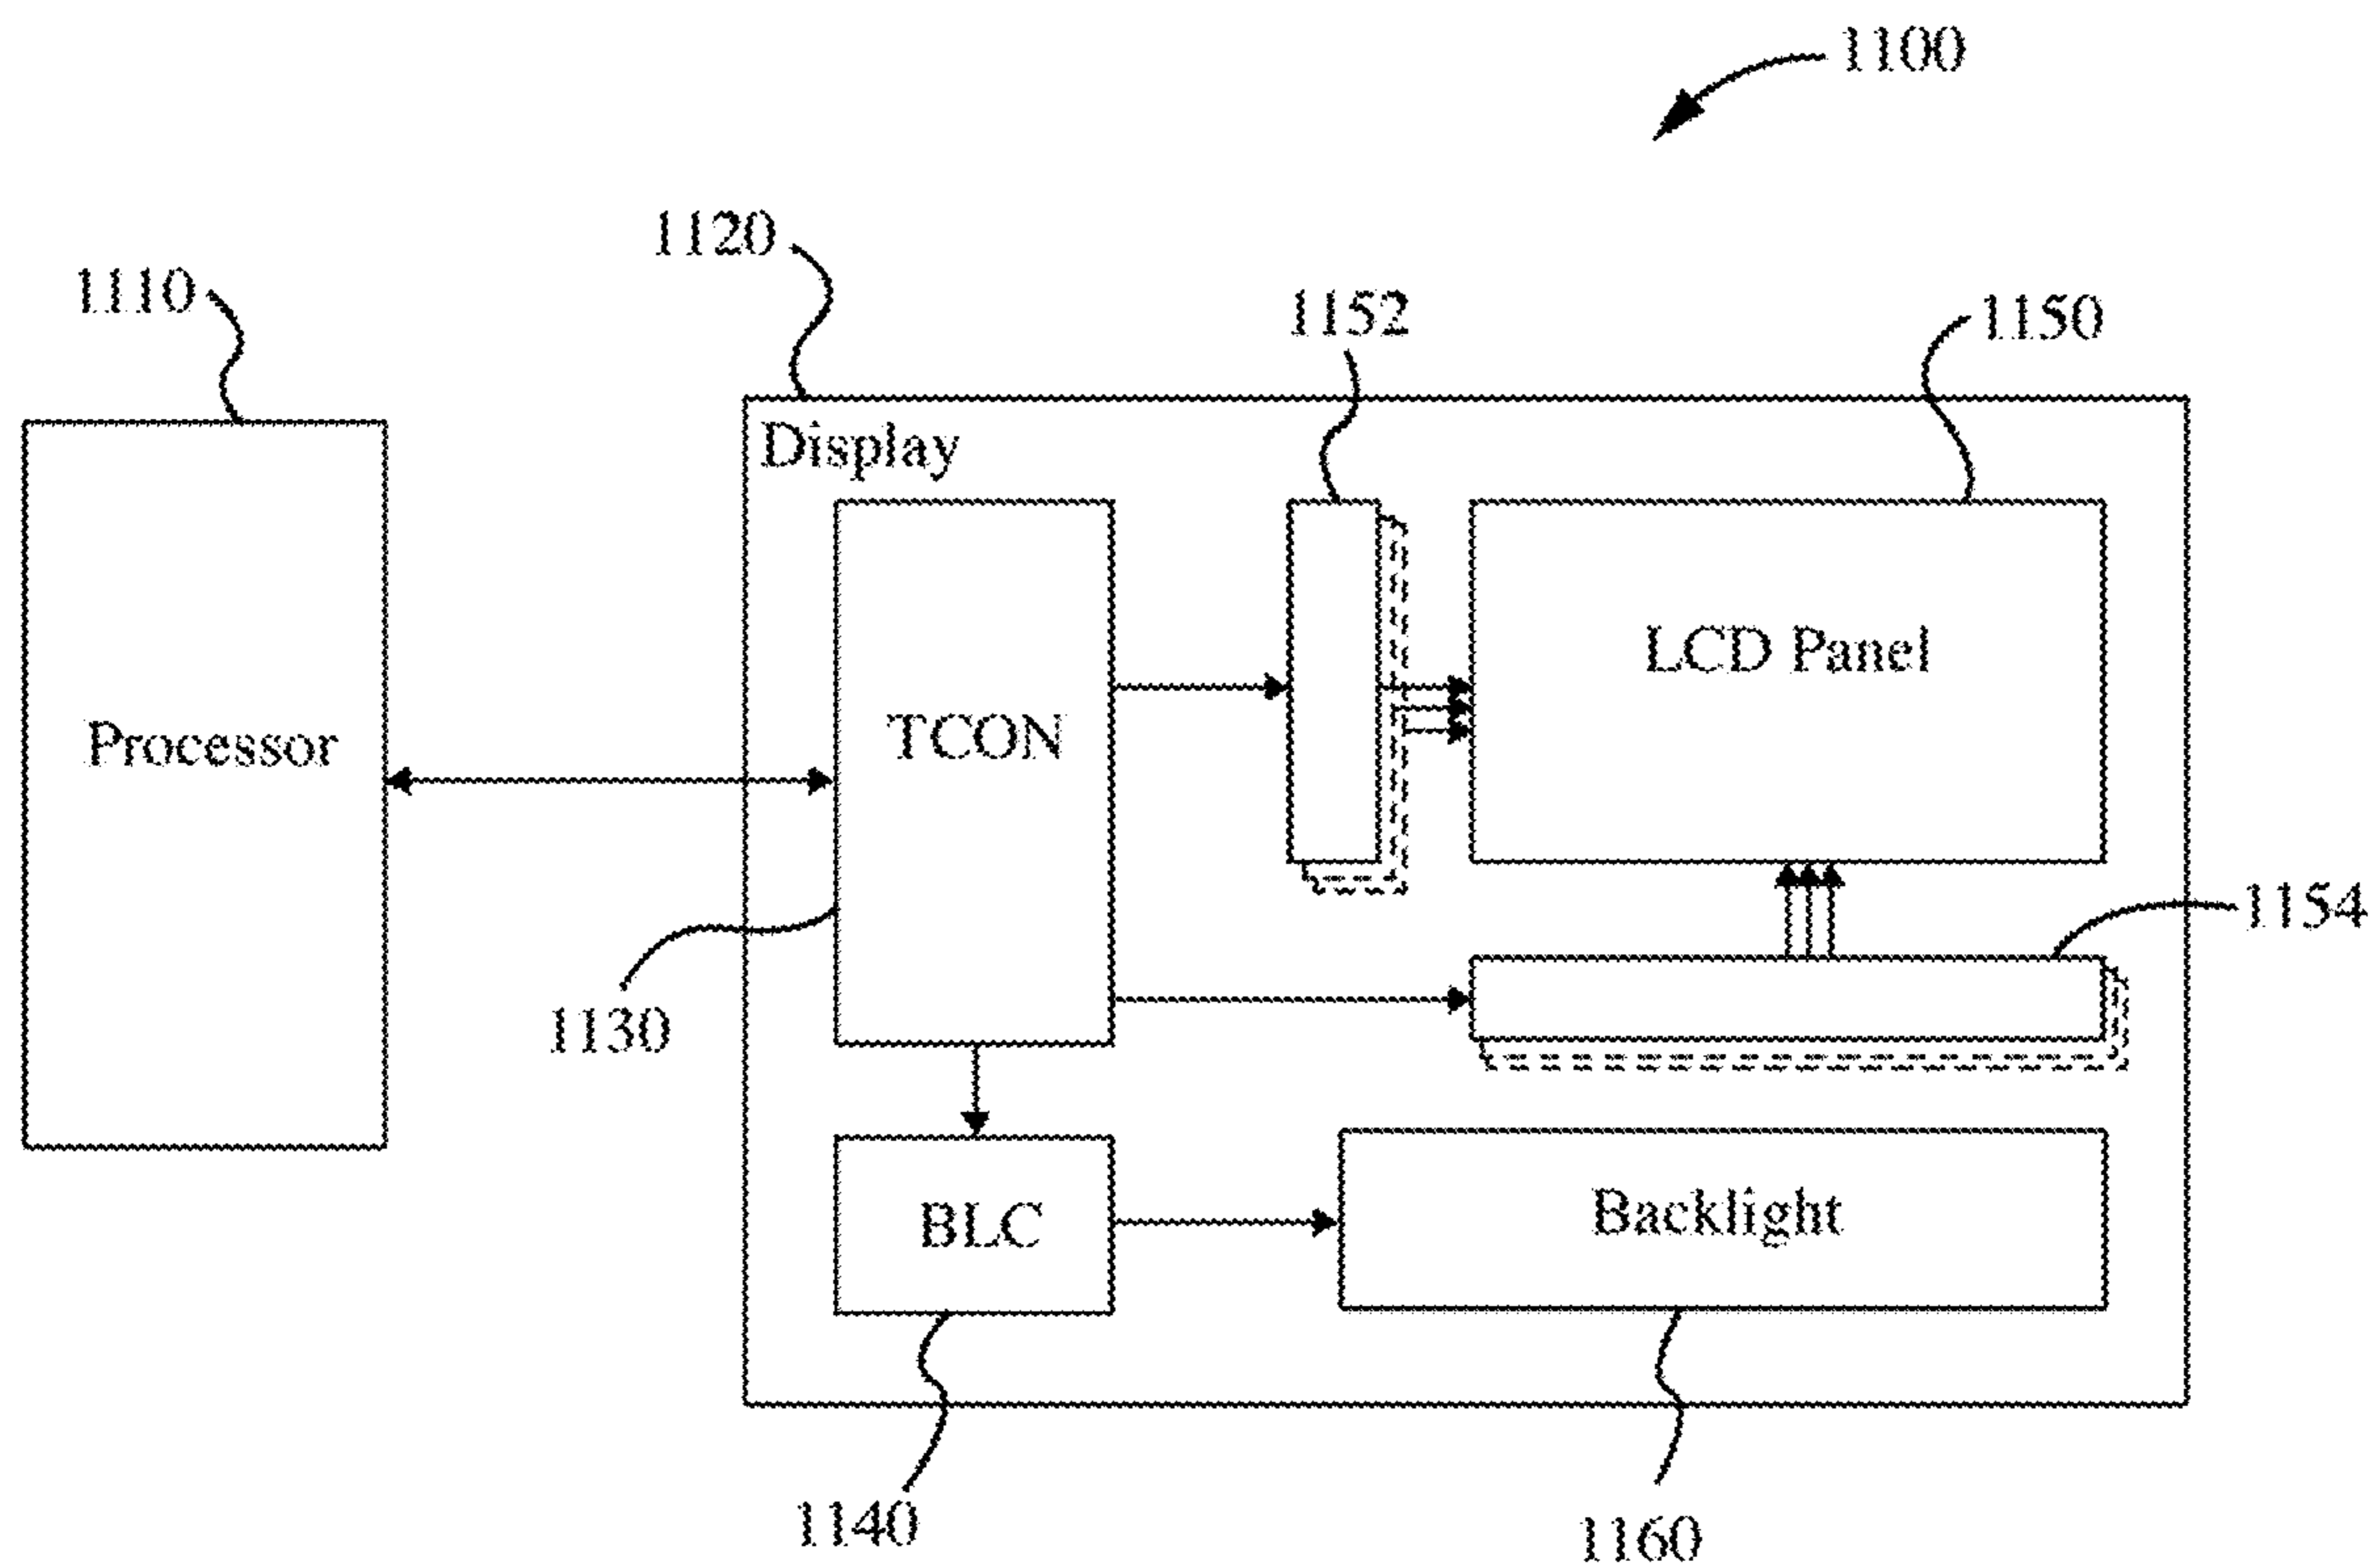 1100
1120
1110
1152
1150
Display
LCD Panel
Processor
TCON
1154
1130
BLC
Backlight
1140
1160